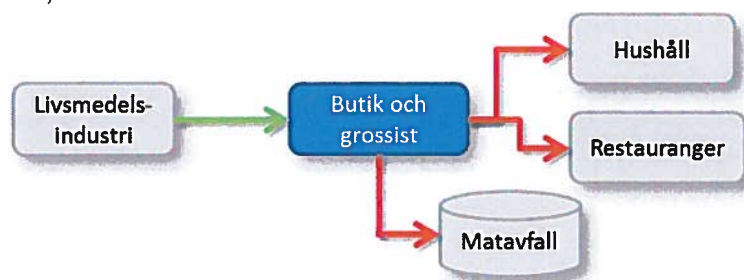 Livsmedels-
industri
Butik och
grossist
Hushåll
Restauranger
Matavfall